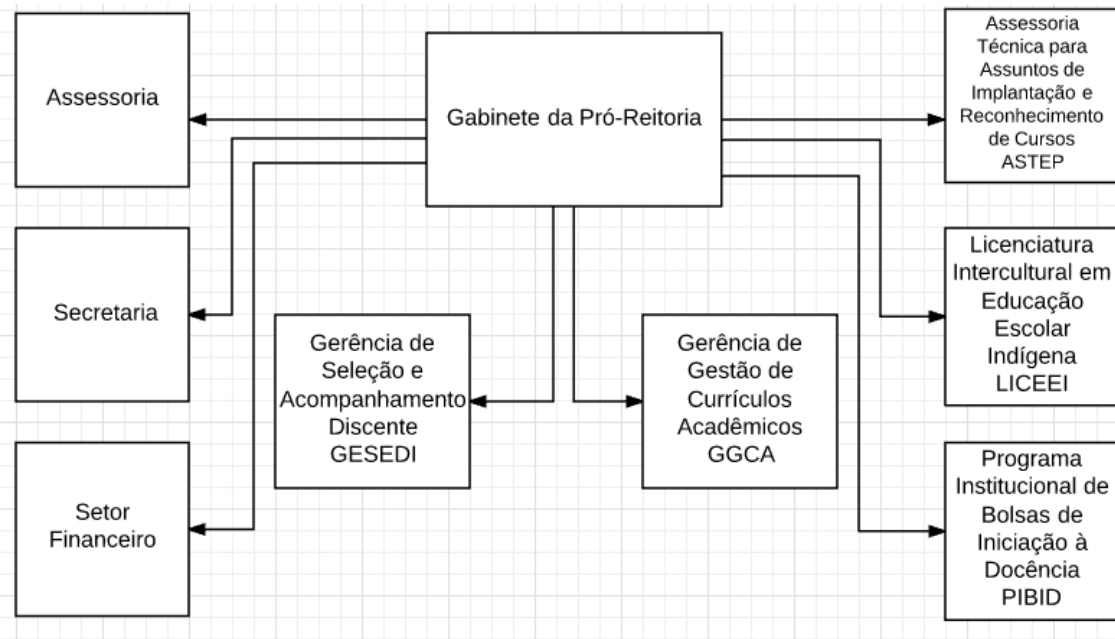 Assessoria
Gabinete da Pró-Reitoria
Assessoria
Técnica para
Assuntos de
Implantação e
Reconhecimento
de Cursos
ASTEP
Secretaria
Gerência de
Seleção e
Acompanhamento
Discente
GESEDI
Gerência de
Gestão de
Currículos
Acadêmicos
GGCA
Licenciatura
Intercultural em
Educação
Escolar
Indígena
LICEEI
Setor
Financeiro
Programa
Institucional de
Bolsas de
Iniciação à
Docência
PIBID